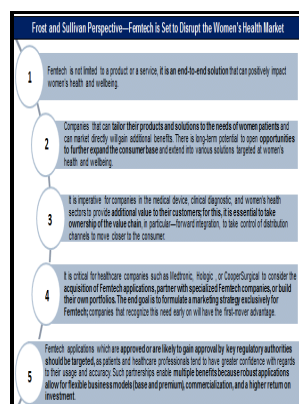 Frost and Sullivan Perspective—Femtech is Set to Disrupt the Women's Health Market
1
Femtech is not limited to a product or a service, it is an end-to-end solution that can positively impact
women's health and wellbeing.
2
Companies that can tailor their products and solutions to the needs of women patients and
can market directly will gain additional benefits. There is long-term potential to open opportunities
to further expand the consumer base and extend into various solutions targeted at women's
health and wellbeing.
3
It is imperative for companies in the medical device, clinical diagnostic, and women's health
sectors to provide additional value to their customers; for this, it is essential to take
ownership of the value chain, in particular—forward integration, to take control of distribution
channels to move closer to the consumer.
4
It is critical for healthcare companies such as Medtronic, Hologic , or CooperSurgical to consider the
acquisition of Femtech applications, partner with specialized Femtech companies, or build
their own portfolios. The end goal is to formulate a marketing strategy exclusively for
Femtech; companies that recognize this need early on will have the first-mover advantage.
5
Femtech applications which are approved or are likely to gain approval by key regulatory authorities
should be targeted, as patients and healthcare professionals tend to have greater confidence with regards
to their usage and accuracy. Such partnerships enable multiple benefits because robust applications
allow for flexible business models (base and premium), commercialization, and a higher return on
investment.